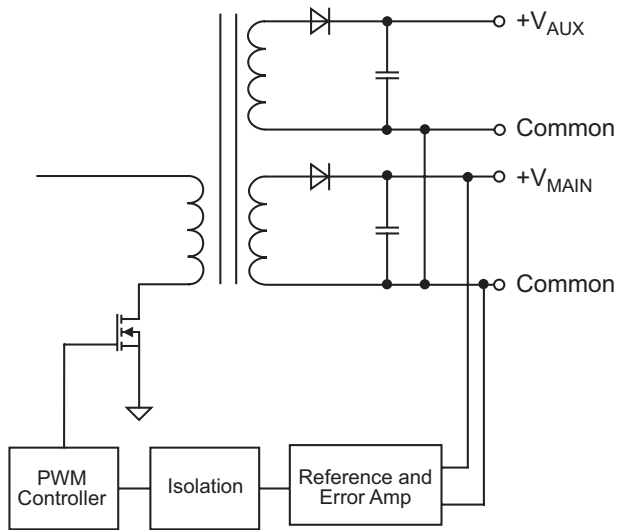 +VAUX
Common
+VMAIN
Common
PWM
Controller
Isolation
Reference and
Error Amp